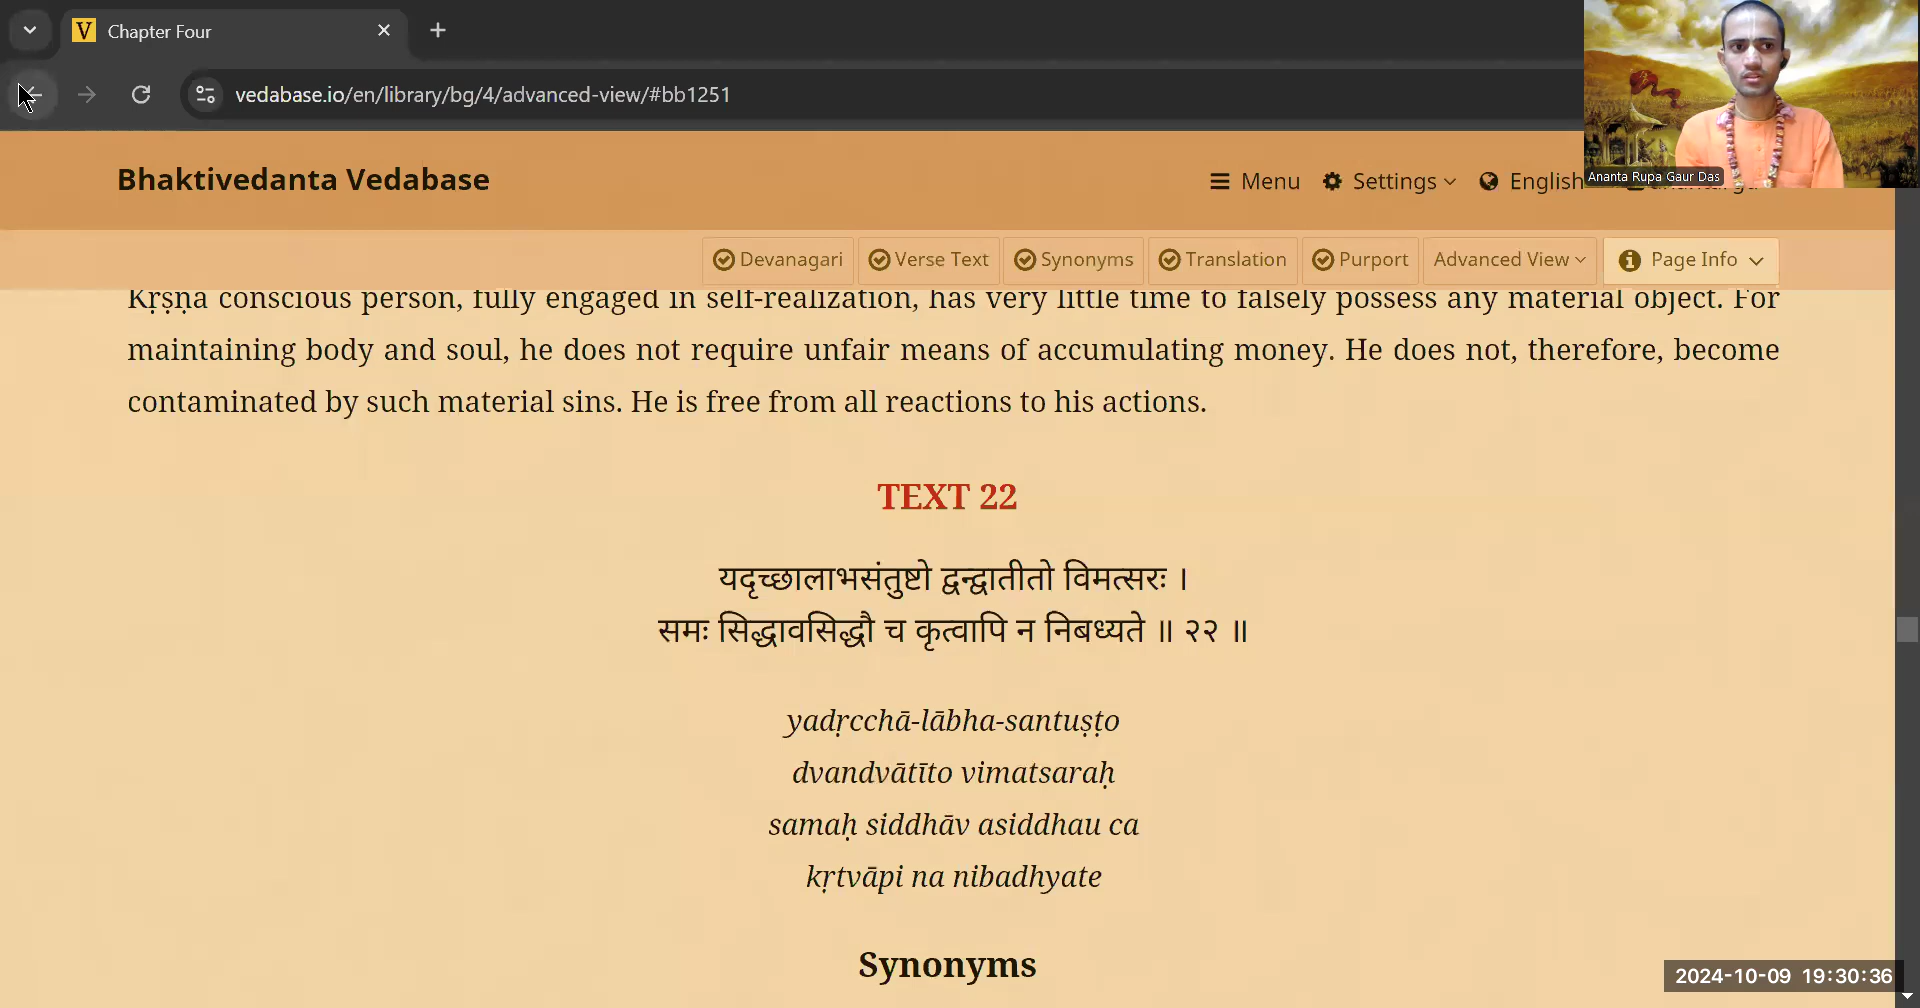 Chapter Four
vedabase.io/en/library/bg/4/advanced-view/#bb1251
Ananta Rupa Gaur Das
Bhaktivedanta Vedabase
Menu Settings English
Devanagari Verse Text Synonyms Translation Purport Advanced View Page Info
Kṛṣṇa conscious person, fully engaged in self-realization, has very little time to falsely possess any material object. For
maintaining body and soul, he does not require unfair means of accumulating money. He does not, therefore, become
contaminated by such material sins. He is free from all reactions to his actions.
TEXT 22
यदृच्छालाभसंतुष्टो द्वन्द्वातीतो विमत्सरः ।
समः सिद्धावसिद्धौ च कृत्वापि न निबध्यते ॥ २२ ॥
yadṛcchā-lābha-santuṣṭo
dvandvātīto vimatsaraḥ
samaḥ siddhāv asiddhau ca
kṛtvāpi na nibadhyate
Synonyms
2024-10-09 19:30:36